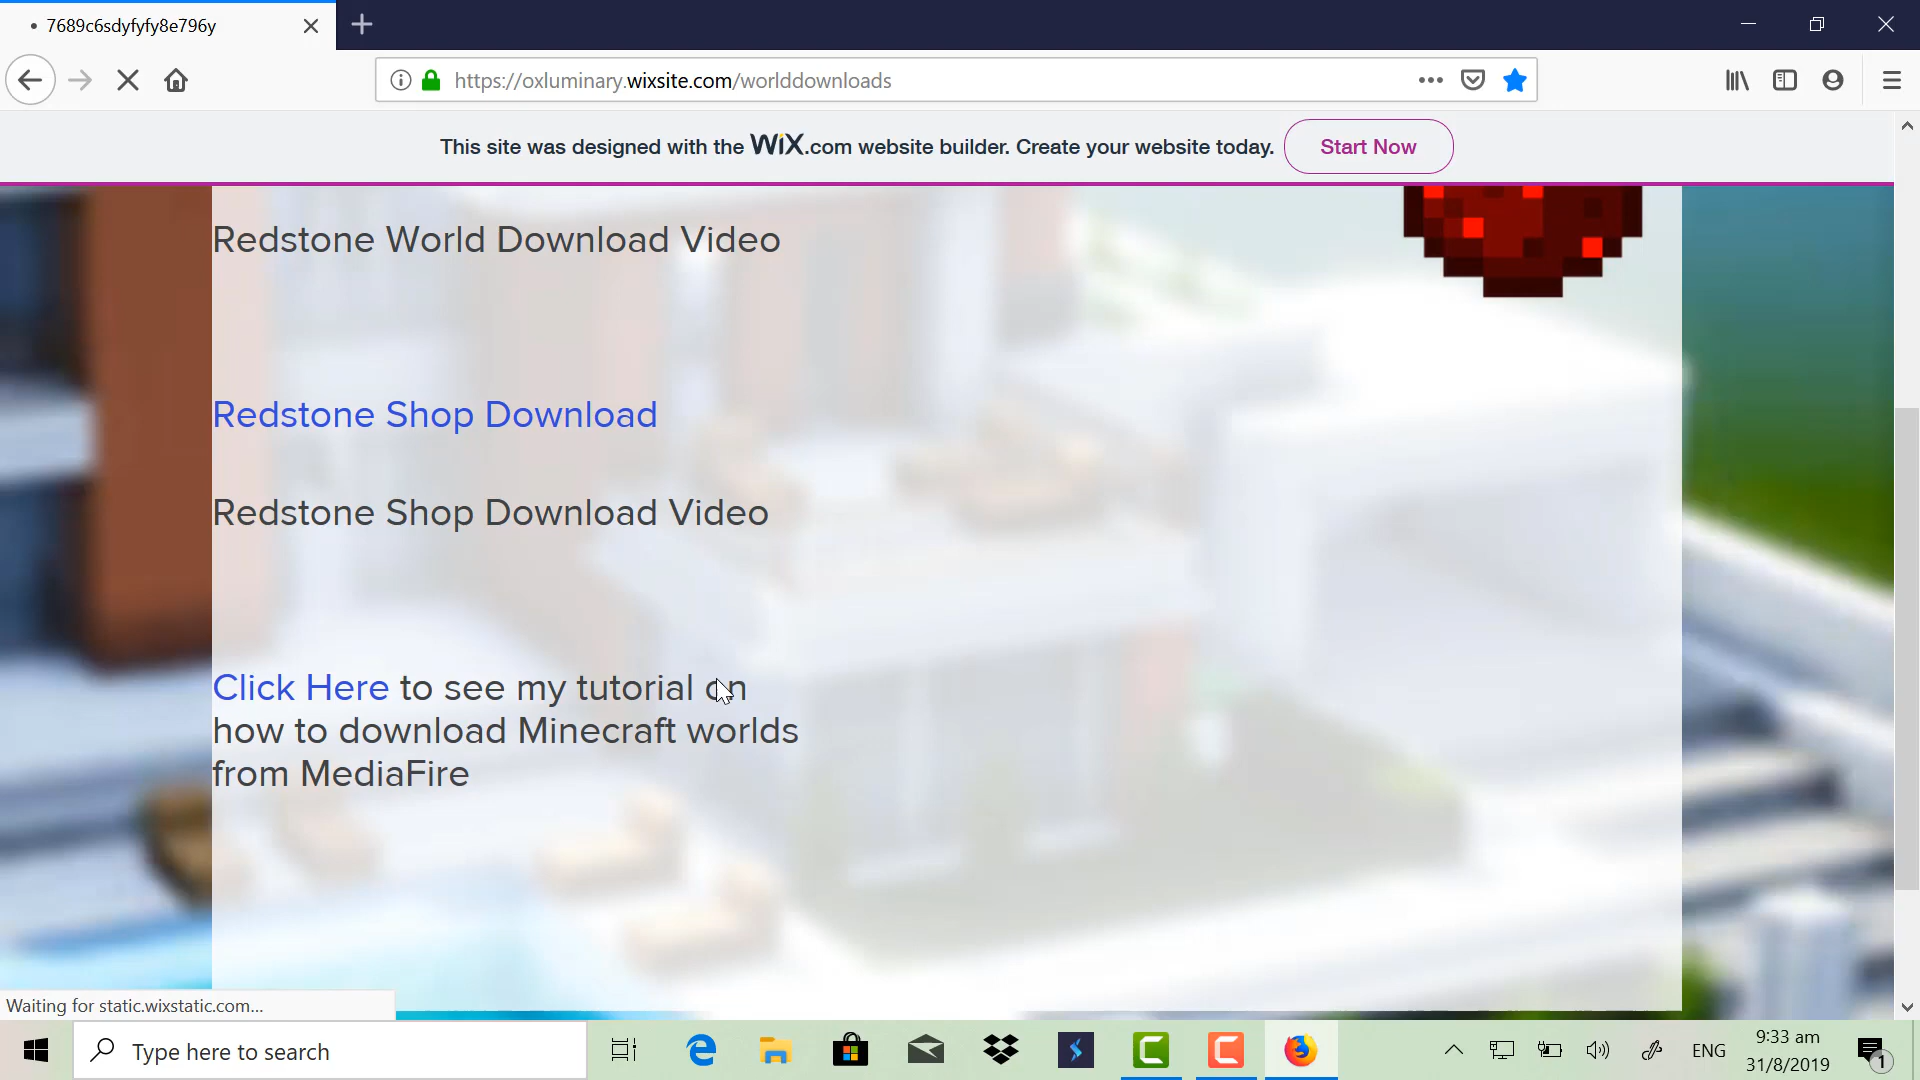 7689c6sdyfyfy8e796y
https://oxluminary.wixsite.com/worlddownloads
This site was designed with the WiX.com website builder. Create your website today.
Start Now
Redstone World Download Video
Redstone Shop Download
Redstone Shop Download Video
Click Here to see my tutorial on
how to download Minecraft worlds
from MediaFire
Waiting for static.wixstatic.com...
Type here to search
ENG
9:33 am
31/8/2019
1